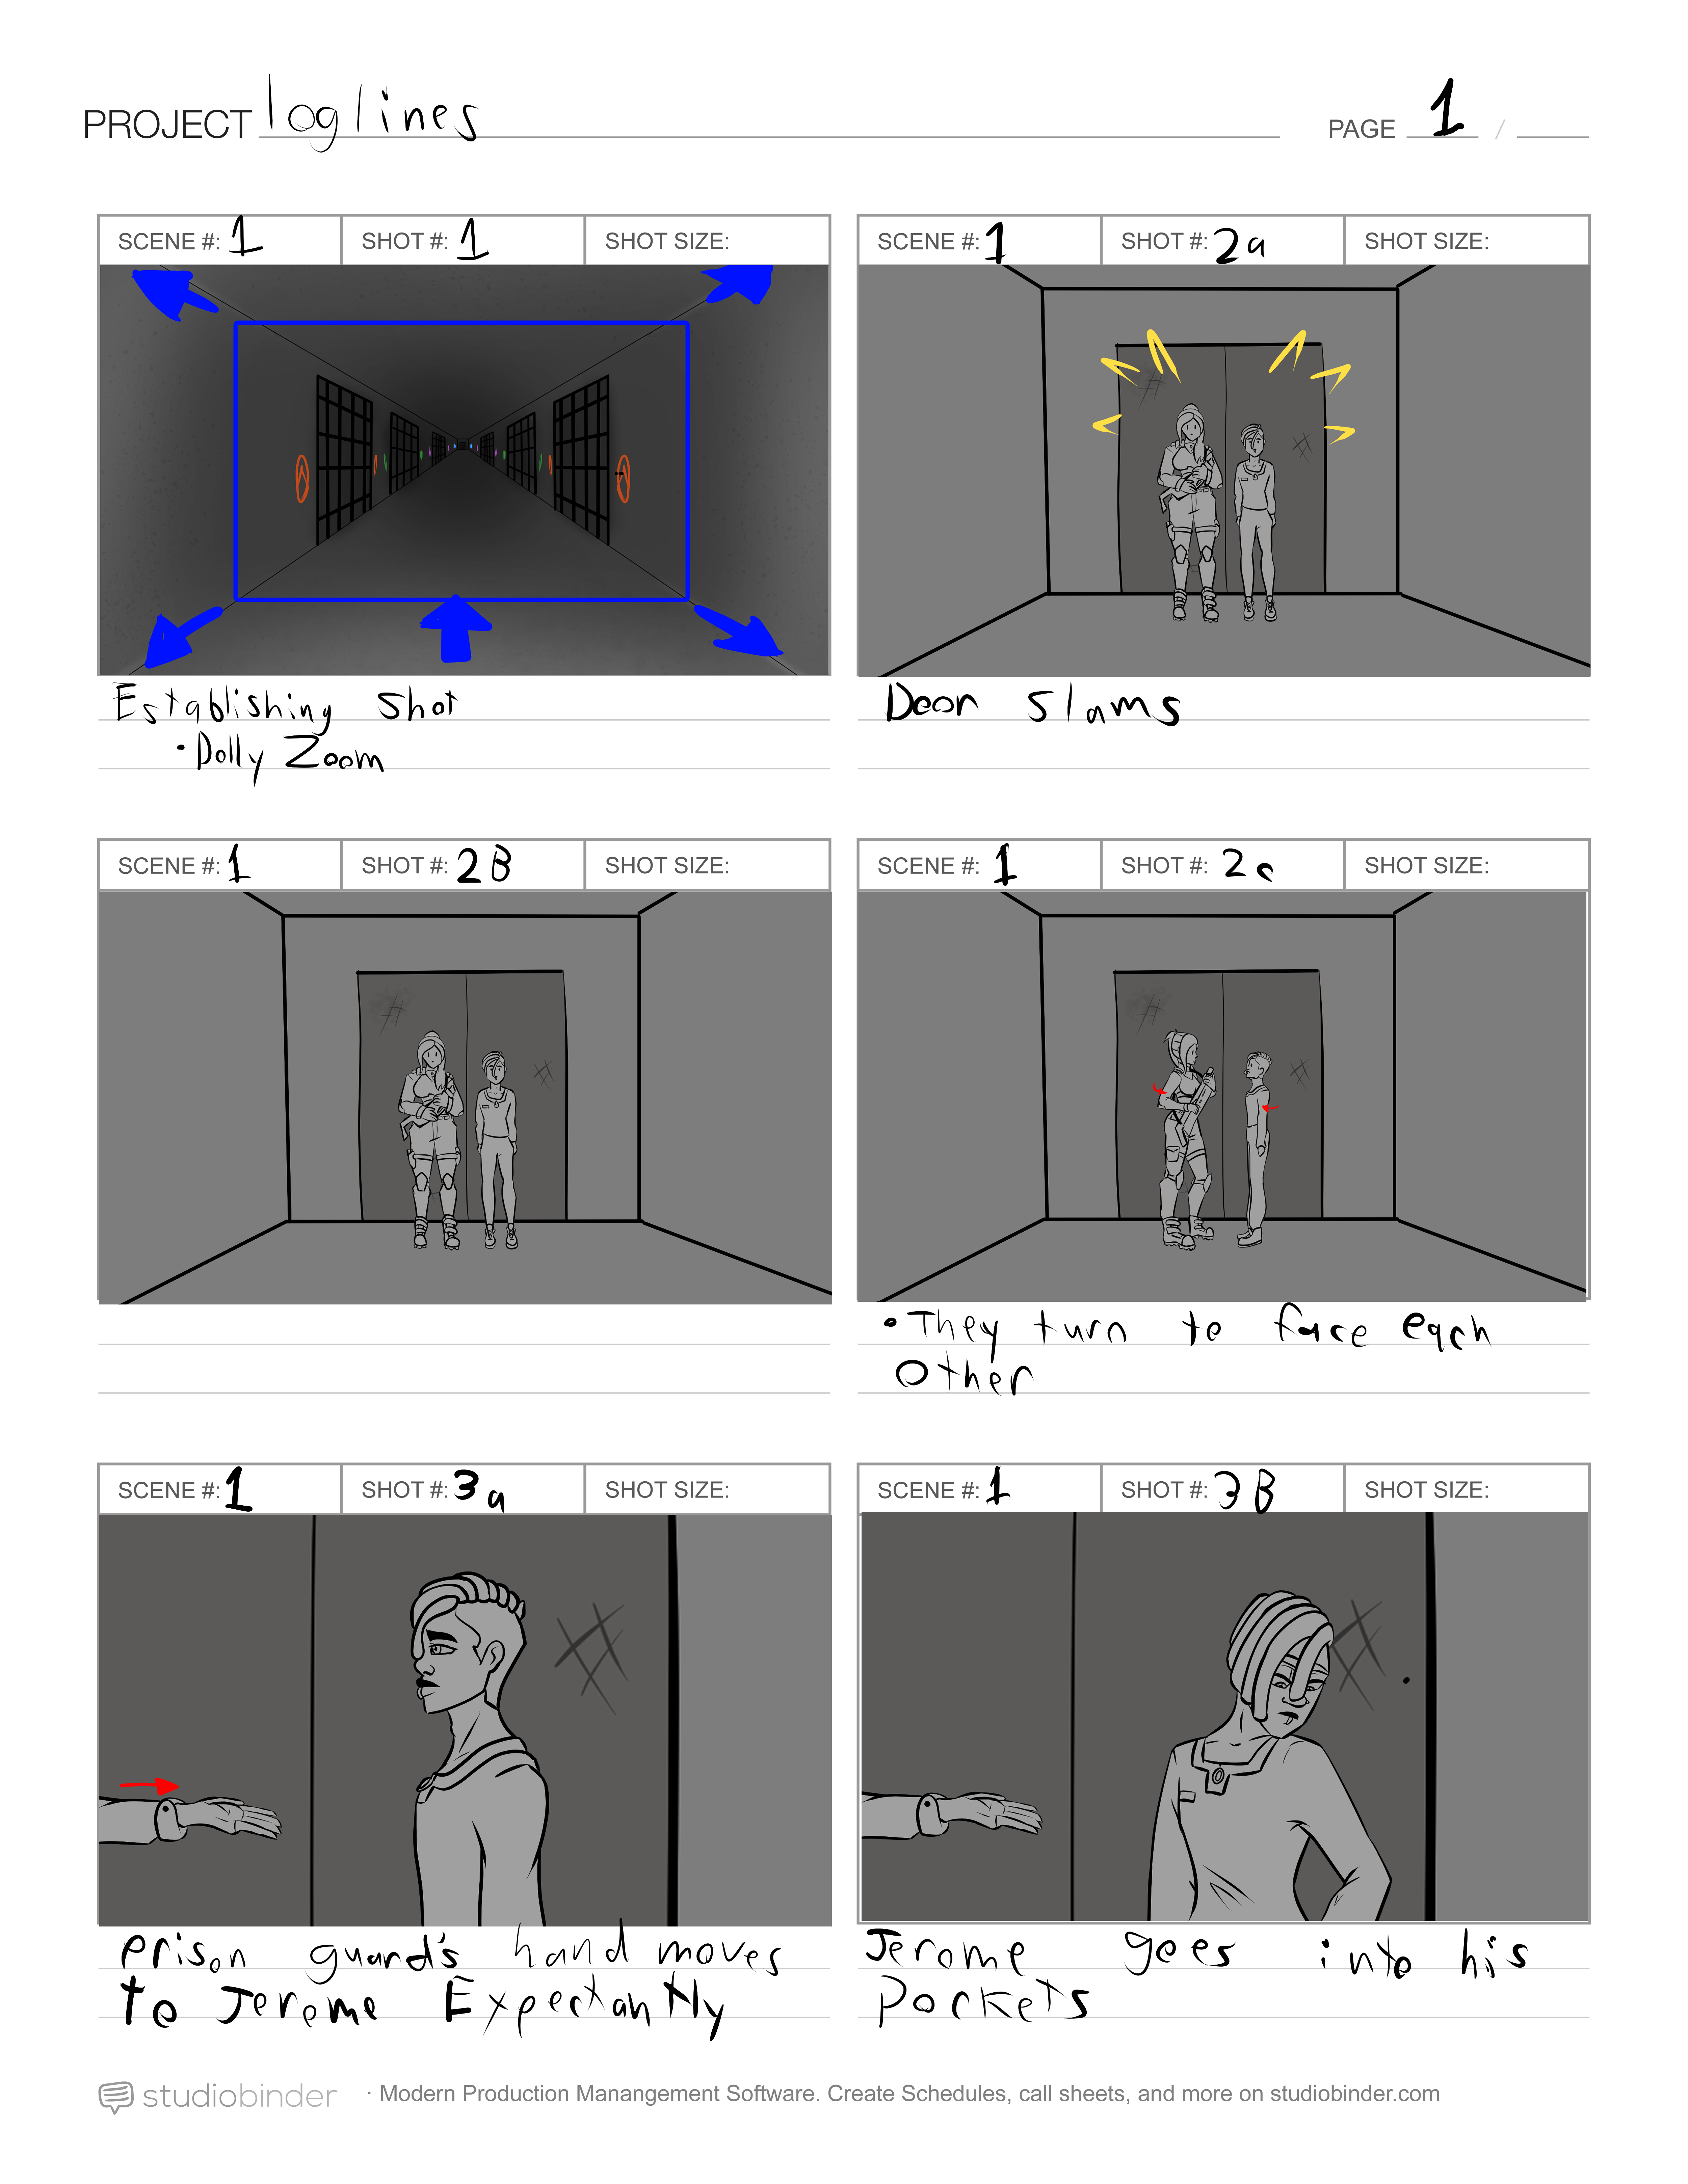 PROJECT loglines PAGE 1 /
SCENE #: 1 SHOT #: 1 SHOT SIZE:
SCENE #: 1 SHOT #: 2a SHOT SIZE:
Establishing Shot
• Dolly Zoom
Door slams
SCENE #: 1 SHOT #: 2B SHOT SIZE:
SCENE #: 1 SHOT #: 2c SHOT SIZE:
• They turn to face each
Other
SCENE #: 1 SHOT #: 3a SHOT SIZE:
SCENE #: 1 SHOT #: 3B SHOT SIZE:
Prison guard's hand moves
to Jerome Expectantly
Jerome goes into his
Pockets
studiobinder · Modern Production Manangement Software. Create Schedules, call sheets, and more on studiobinder.com